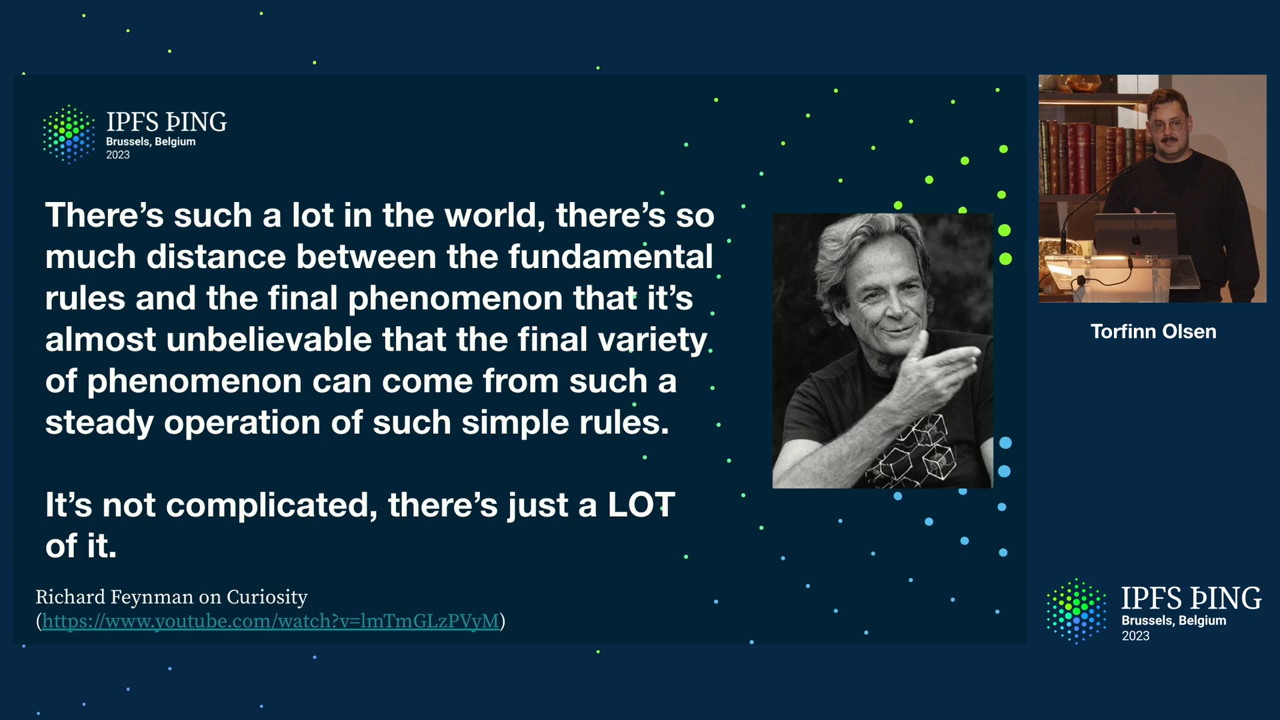 IPFS ÞING
Brussels, Belgium
2023
There's such a lot in the world, there's so
much distance between the fundamental
rules and the final phenomenon that it's
almost unbelievable that the final variety
of phenomenon can come from such a
steady operation of such simple rules.
It's not complicated, there's just a LOT
of it.
Richard Feynman on Curiosity
(https://www.youtube.com/watch?v=lmTmGLzPVyM)
Torfinn Olsen
IPFS ÞING
Brussels, Belgium
2023